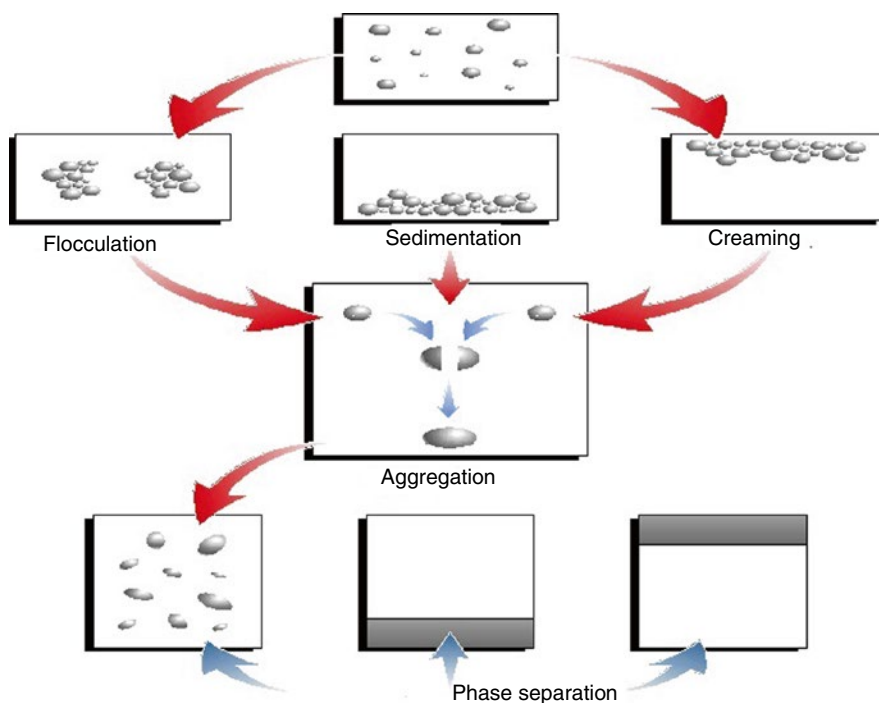 Flocculation
Sedimentation
Creaming
Aggregation
Phase separation